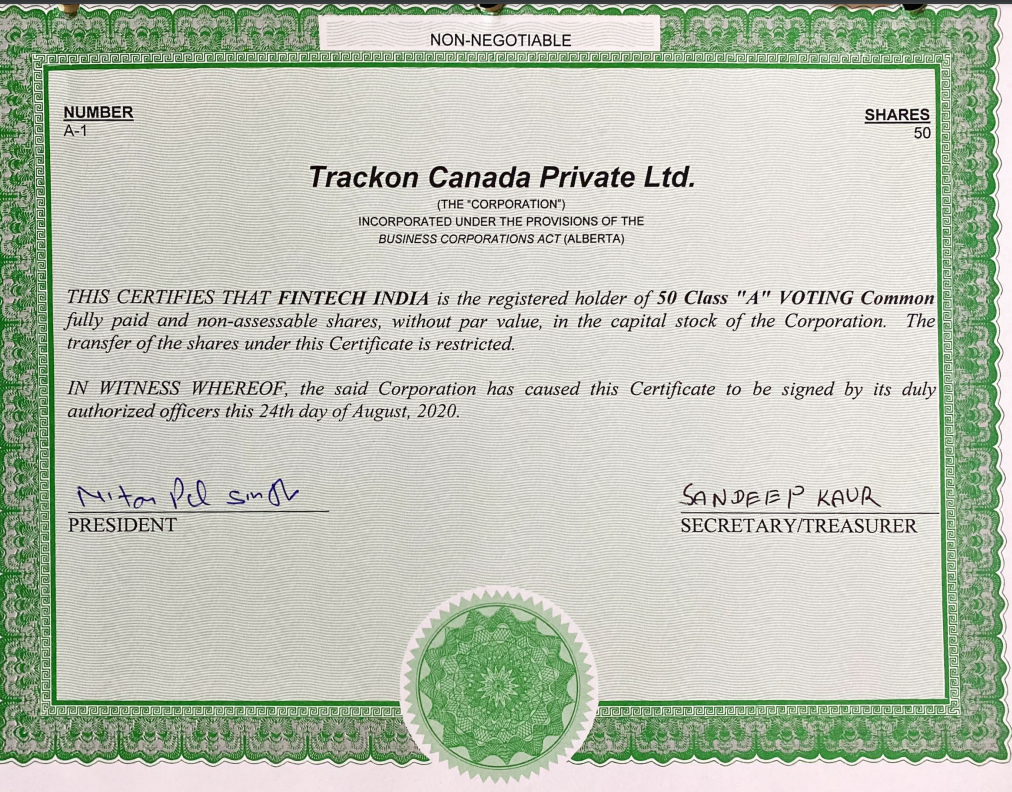 NON-NEGOTIABLE
NUMBER
A-1
SHARES
50
Trackon Canada Private Ltd.
(THE "CORPORATION")
INCORPORATED UNDER THE PROVISIONS OF THE
BUSINESS CORPORATIONS ACT (ALBERTA)
THIS CERTIFIES THAT FINTECH INDIA is the registered holder of 50 Class "A" VOTING Common
fully paid and non-assessable shares, without par value, in the capital stock of the Corporation. The
transfer of the shares under this Certificate is restricted.
IN WITNESS WHEREOF, the said Corporation has caused this Certificate to be signed by its duly
authorized officers this 24th day of August, 2020.
Singh
PRESIDENT
SANDEEP KAUR
SECRETARY/TREASURER